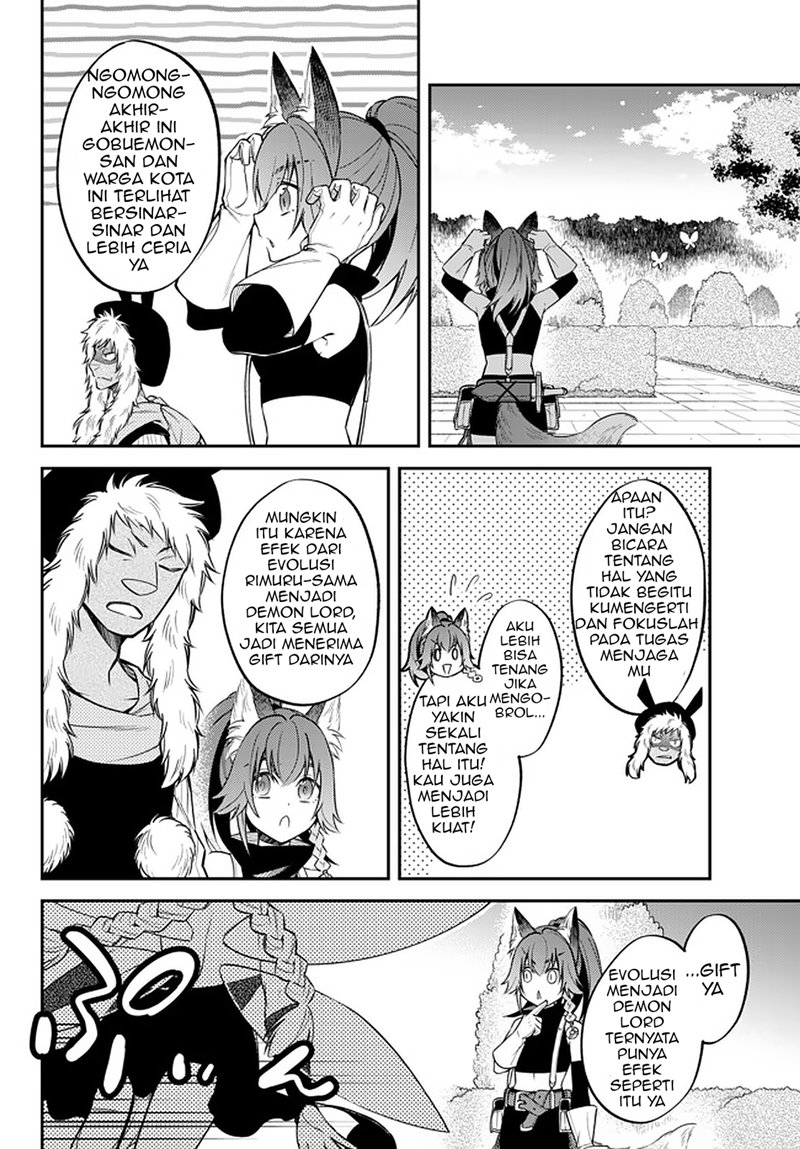 NGOMONG-
NGOMONG
AKHIR-
AKHIR INI
GOBUEMON-
SAN DAN
WARGA KOTA
INI TERLIHAT
BERSINAR-
SINAR DAN
LEBIH CERIA
YA
APAAN
ITU?
JANGAN
BICARA
TENTANG
HAL YANG
TIDAK BEGITU
KUMENGERTI
DAN FOKUSLAH
PADA TUGAS
MENJAGA
MU
AKU
LEBIH
BISA
TENANG
JIKA
MENGO-
BROL...
TAPI AKU
YAKIN
SEKALI
TENTANG
HAL ITU!
KAU JUGA
MENJADI
LEBIH
KUAT!
MUNGKIN
ITU KARENA
EFEK DARI
EVOLUSI
RIMURU-SAMA
MENJADI
DEMON LORD,
KITA SEMUA
JADI MENERIMA
GIFT DARINYA
...GIFT
YA
EVOLUSI
MENJADI
DEMON
LORD
TERNYATA
PUNYA
EFEK
SEPERTI
ITU YA